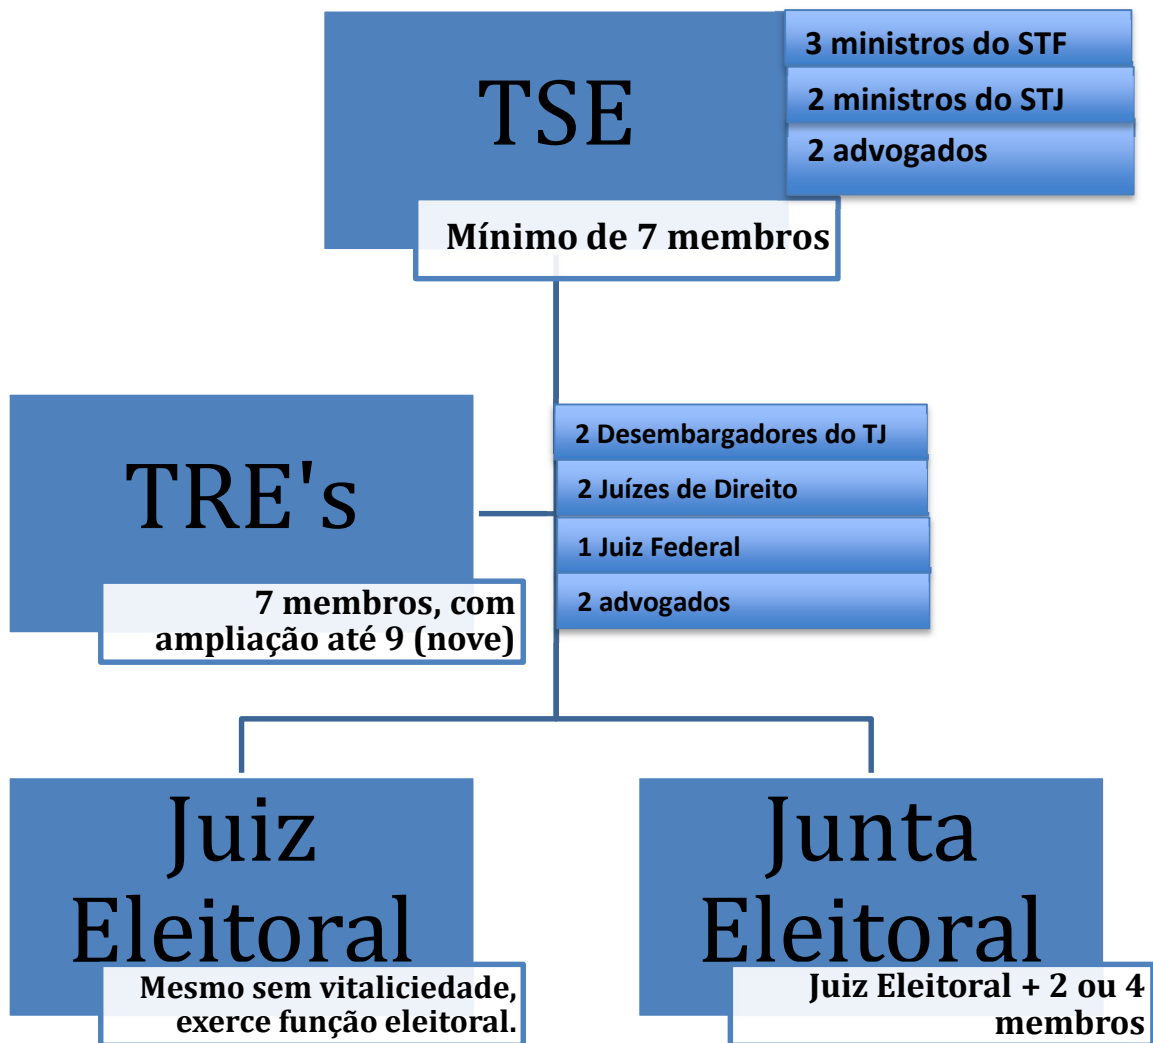 TSE
3 ministros do STF
2 ministros do STJ
2 advogados
Mínimo de 7 membros
TRE's
2 Desembargadores do TJ
2 Juízes de Direito
1 Juiz Federal
2 advogados
7 membros, com
ampliação até 9 (nove)
Juiz
Eleitoral
Mesmo sem vitaliciedade,
exerce função eleitoral.
Junta
Eleitoral
Juiz Eleitoral + 2 ou 4
membros